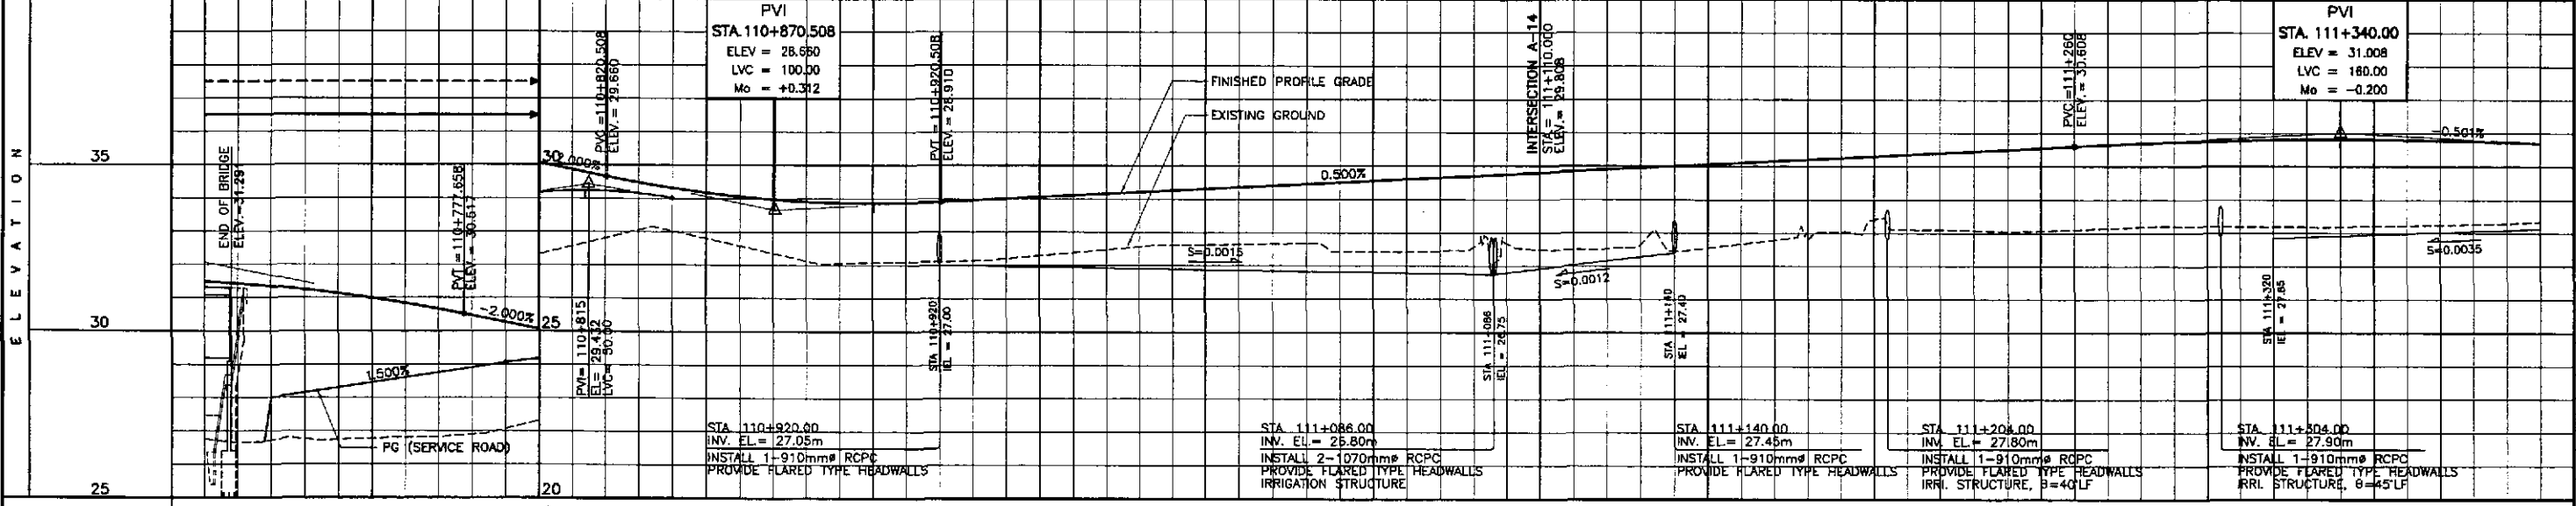 ELEVATION
35
30
25
END OF BRIDGE
ELEV.=31.291
PVT = 110+777.658
ELEV. = 30.517
-2.000%
1.500%
PG (SERVICE ROAD)
30
25
20
-2.000%
PVC =110+820.508
ELEV.= 29.660
PVI= 110+815
EL= 29.432
LVC= 50.00
PVI
STA.110+870.508
ELEV = 28.660
LVC = 100.00
Mo = +0.312
PVT = 110+920.508
ELEV.= 28.910
FINISHED PROFILE GRADE
EXISTING GROUND
0.500%
INTERSECTION A-14
STA = 111+110.000
ELEV.= 29.808
PVC =111+260
ELEV.= 30.608
PVI
STA. 111+340.00
ELEV = 31.008
LVC = 160.00
Mo = -0.200
-0.501%
S=0.0015
S=0.0012
S=0.0035
STA 110+920
IEL = 27.00
STA 111+086
IEL = 26.75
STA 111+140
IEL = 27.40
STA 111+320
IEL = 27.85
STA. 110+920.00
INV. EL.= 27.05m
INSTALL 1-910mmø RCPC
PROVIDE FLARED TYPE HEADWALLS
STA. 111+086.00
INV. EL.= 26.80m
INSTALL 2-1070mmø RCPC
PROVIDE FLARED TYPE HEADWALLS
IRRIGATION STRUCTURE
STA. 111+140.00
INV. EL.= 27.45m
INSTALL 1-910mmø RCPC
PROVIDE FLARED TYPE HEADWALLS
STA. 111+204.00
INV. EL.= 27.80m
INSTALL 1-910mmø RCPC
PROVIDE FLARED TYPE HEADWALLS
IRRI. STRUCTURE, θ=40°LF
STA. 111+304.00
INV. EL.= 27.90m
INSTALL 1-910mmø RCPC
PROVIDE FLARED TYPE HEADWALLS
IRRI. STRUCTURE, θ=45°LF